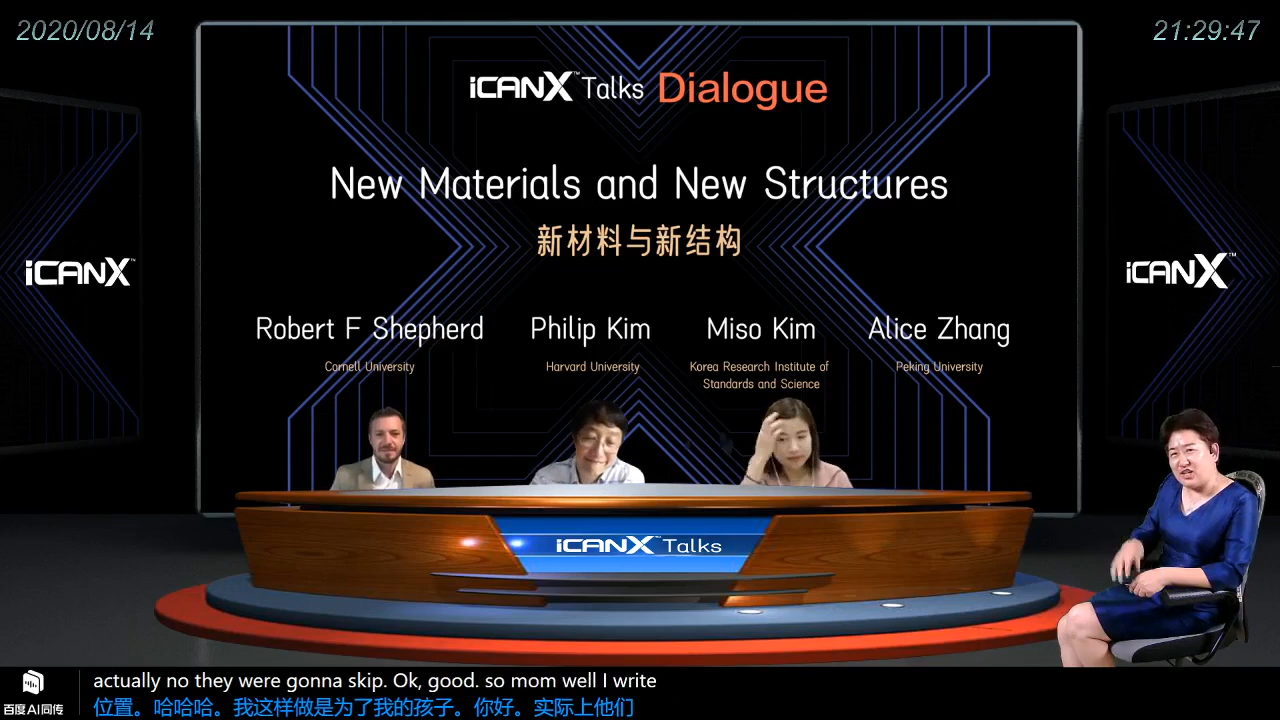 2020/08/14
21:29:47
iCANX™ Talks Dialogue
New Materials and New Structures
新材料与新结构
iCANX™
iCANX™
Robert F Shepherd
Cornell University
Philip Kim
Harvard University
Miso Kim
Korea Research Institute of
Standards and Science
Alice Zhang
Peking University
iCANX™ Talks
actually no they were gonna skip. Ok, good. so mom well I write
百度AI同传
位置。哈哈哈。我这样做是为了我的孩子。你好。实际上他们